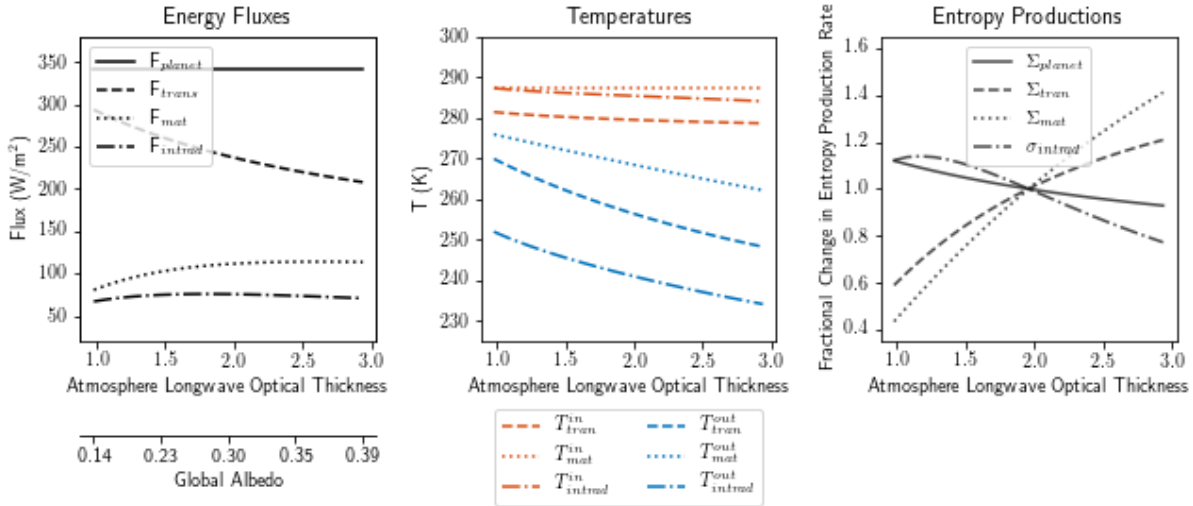 Energy Fluxes
Flux (W/m²)
350
300
250
200
150
100
50
F_planet
F_trans
F_mat
F_intrad
1.0 1.5 2.0 2.5 3.0
Atmosphere Longwave Optical Thickness
0.14 0.23 0.30 0.35 0.39
Global Albedo
Temperatures
T (K)
300
290
280
270
260
250
240
230
1.0 1.5 2.0 2.5 3.0
Atmosphere Longwave Optical Thickness
T^in_tran T^out_tran
T^in_mat T^out_mat
T^in_intrad T^out_intrad
Entropy Productions
Fractional Change in Entropy Production Rate
1.6
1.4
1.2
1.0
0.8
0.6
0.4
Σ_planet
Σ_tran
Σ_mat
σ_intrad
1.0 1.5 2.0 2.5 3.0
Atmosphere Longwave Optical Thickness